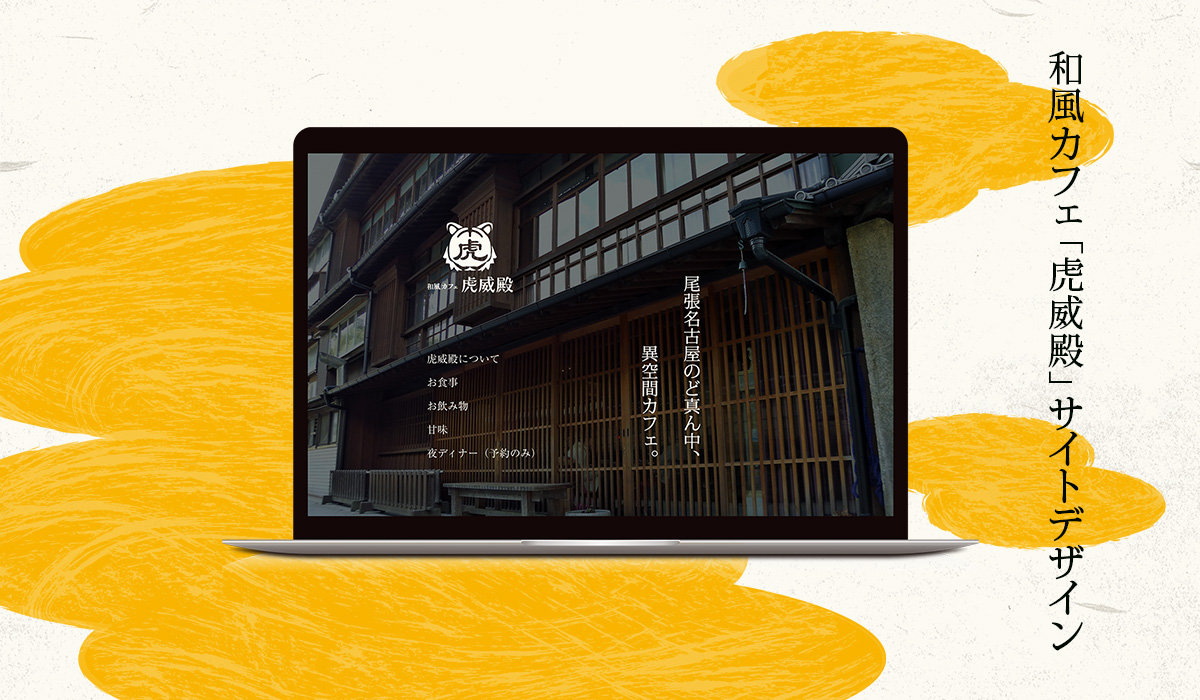 和風カフェ「虎威殿」サイトデザイン
虎
和風カフェ 虎威殿
尾張名古屋のど真ん中、
異空間カフェ。
虎威殿について
お食事
お飲み物
甘味
夜ディナー（予約のみ）